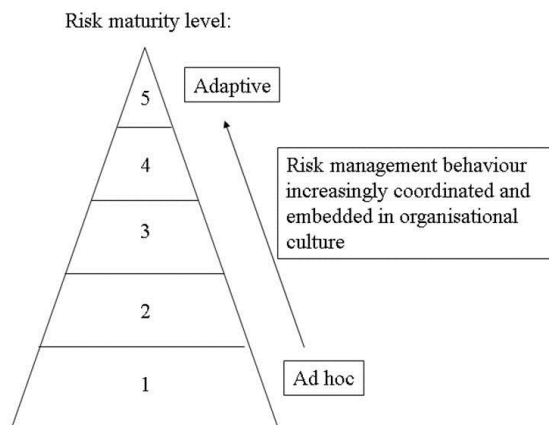 Risk maturity level:
5
Adaptive
4
Risk management behaviour
increasingly coordinated and
embedded in organisational
culture
3
2
1
Ad hoc